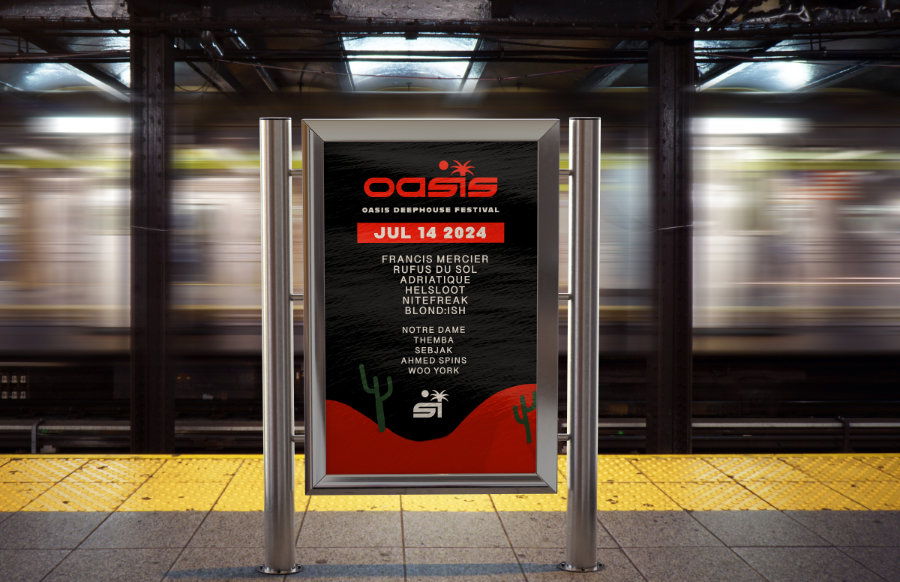 oasis
OASIS DEEPHOUSE FESTIVAL
JUL 14 2024
FRANCIS MERCIER
RUFUS DU SOL
ADRIATIQUE
HELSLOOT
NITEFREAK
BLOND:ISH
NOTRE DAME
THEMBA
SEBJAK
AHMED SPINS
WOO YORK
si